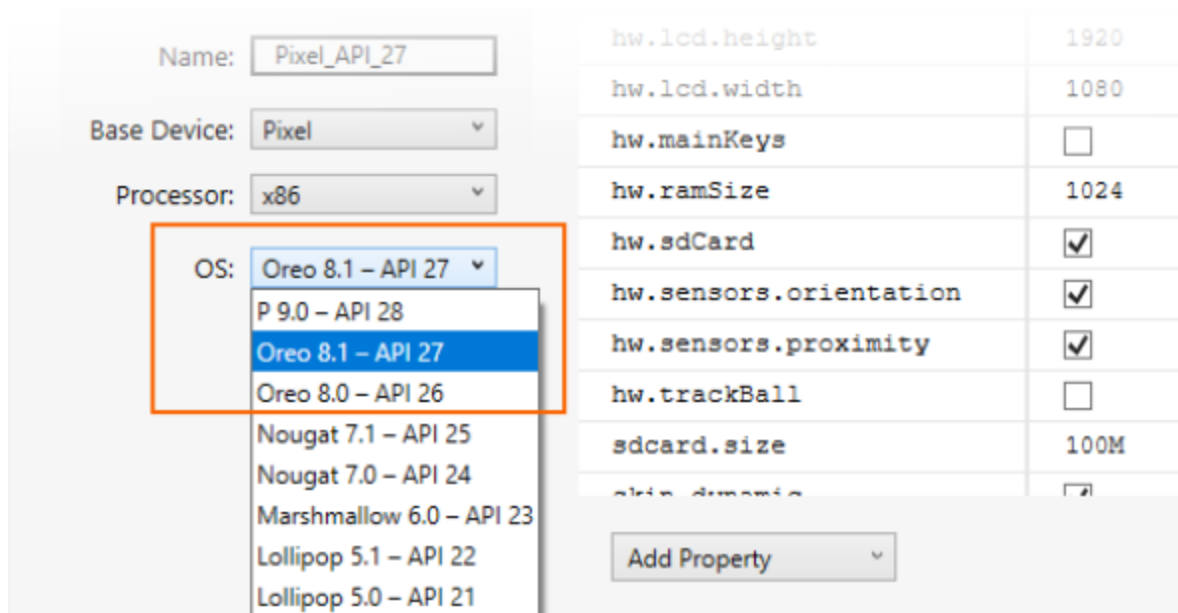 Name: Pixel_API_27
Base Device: Pixel
Processor: x86
OS: Oreo 8.1 – API 27
P 9.0 – API 28
Oreo 8.1 – API 27
Oreo 8.0 – API 26
Nougat 7.1 – API 25
Nougat 7.0 – API 24
Marshmallow 6.0 – API 23
Lollipop 5.1 – API 22
Lollipop 5.0 – API 21
hw.lcd.height 1920
hw.lcd.width 1080
hw.mainKeys
hw.ramSize 1024
hw.sdCard
hw.sensors.orientation
hw.sensors.proximity
hw.trackBall
sdcard.size 100M
skin.dynamic
Add Property